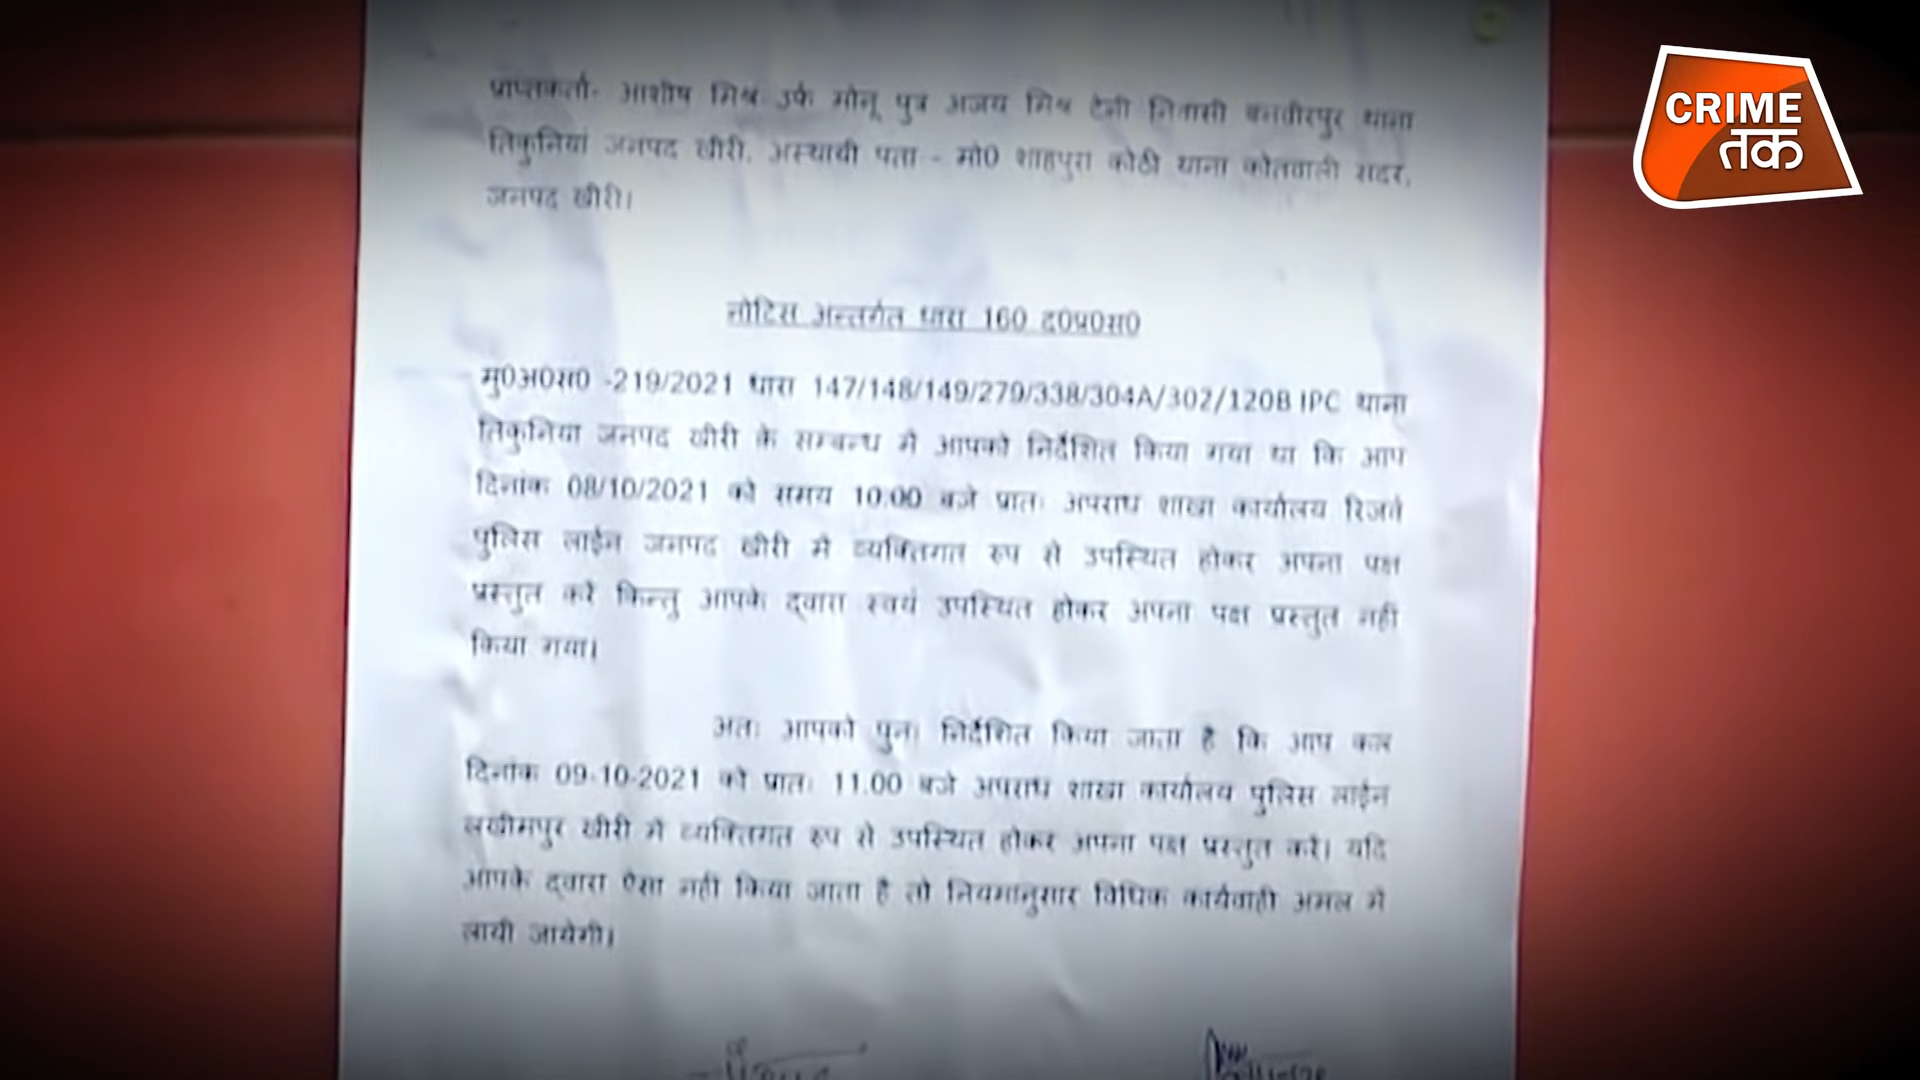 CRIME
तक
प्राप्तकर्ता- आशीष मिश्र उर्फ मोनू पुत्र अजय मिश्र टेनी निवासी बनवीरपुर थाना
तिकुनियां जनपद खीरी, अस्थायी पता - मो0 शाहपुरा कोठी थाना कोतवाली सदर,
जनपद खीरी।
नोटिस अन्तर्गत धारा 160 द0प्र0स0
मु0अ0स0 -219/2021 धारा 147/148/149/279/338/304A/302/120B IPC थाना
तिकुनिया जनपद खीरी के सम्बन्ध मे आपको निर्देशित किया गया था कि आप
दिनांक 08/10/2021 को समय 10:00 बजे प्रातः अपराध शाखा कार्यालय रिजर्व
पुलिस लाईन जनपद खीरी मे व्यक्तिगत रुप से उपस्थित होकर अपना पक्ष
प्रस्तुत करे किन्तु आपके द्वारा स्वयं उपस्थित होकर अपना पक्ष प्रस्तुत नही
किया गया।
अतः आपको पुनः निर्देशित किया जाता है कि आप कल
दिनांक 09-10-2021 को प्रातः 11.00 बजे अपराध शाखा कार्यालय पुलिस लाईन
लखीमपुर खीरी मे व्यक्तिगत रुप से उपस्थित होकर अपना पक्ष प्रस्तुत करे। यदि
आपके द्वारा ऐसा नही किया जाता है तो नियमानुसार विधिक कार्यवाही अमल मे
लायी जायेगी।